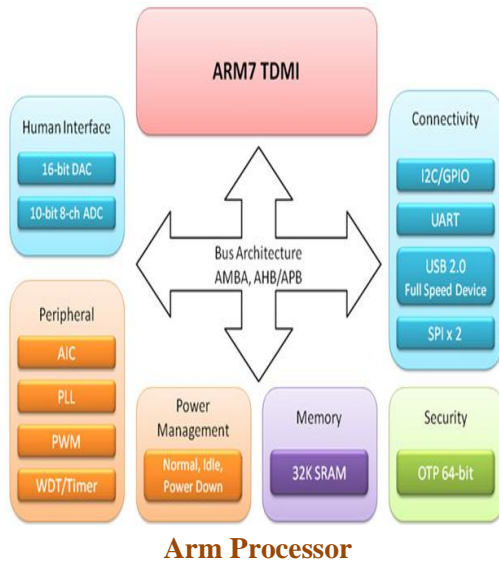 ARM7 TDMI
Human Interface
16-bit DAC
10-bit 8-ch ADC
Connectivity
I2C/GPIO
UART
USB 2.0
Full Speed Device
SPI x 2
Bus Architecture
AMBA, AHB/APB
Peripheral
AIC
PLL
PWM
WDT/Timer
Power
Management
Normal, Idle,
Power Down
Memory
32K SRAM
Security
OTP 64-bit
Arm Processor